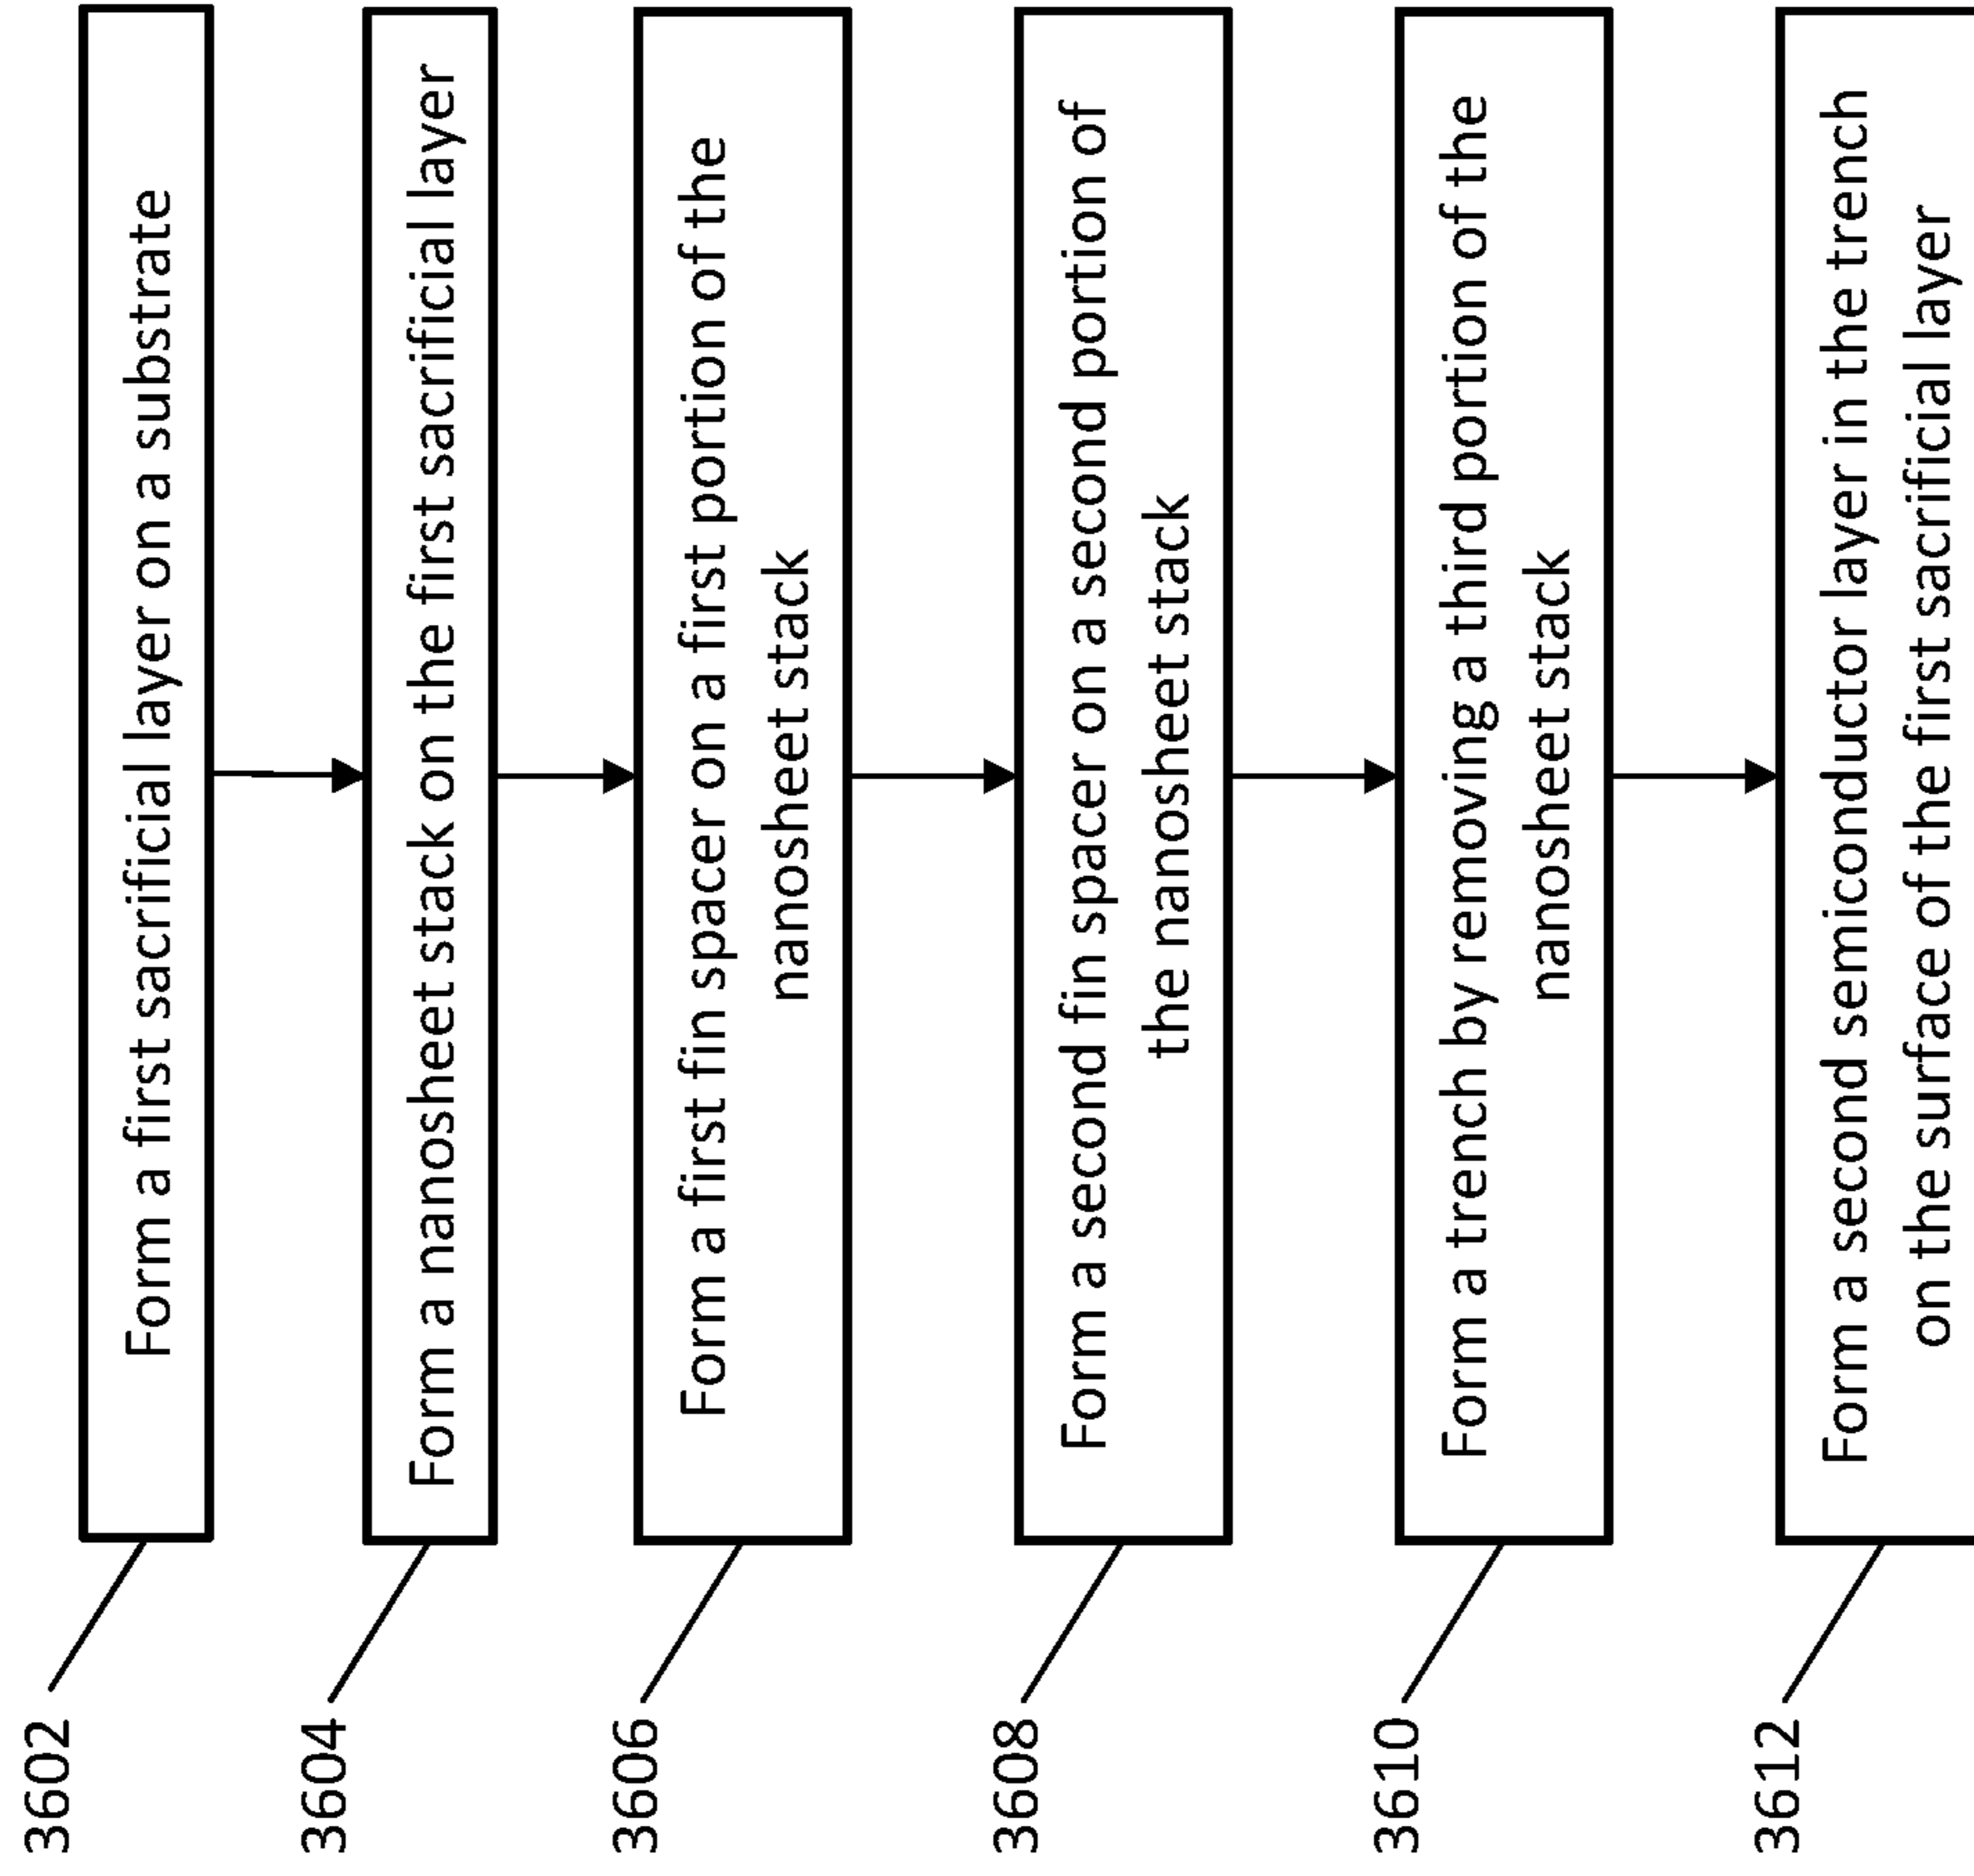 3602
Form a first sacrificial layer on a substrate
3604
Form a nanosheet stack on the first sacrificial layer
3606
Form a first fin spacer on a first portion of the
nanosheet stack
3608
Form a second fin spacer on a second portion of
the nanosheet stack
3610
Form a trench by removing a third portion of the
nanosheet stack
3612
Form a second semiconductor layer in the trench
on the surface of the first sacrificial layer